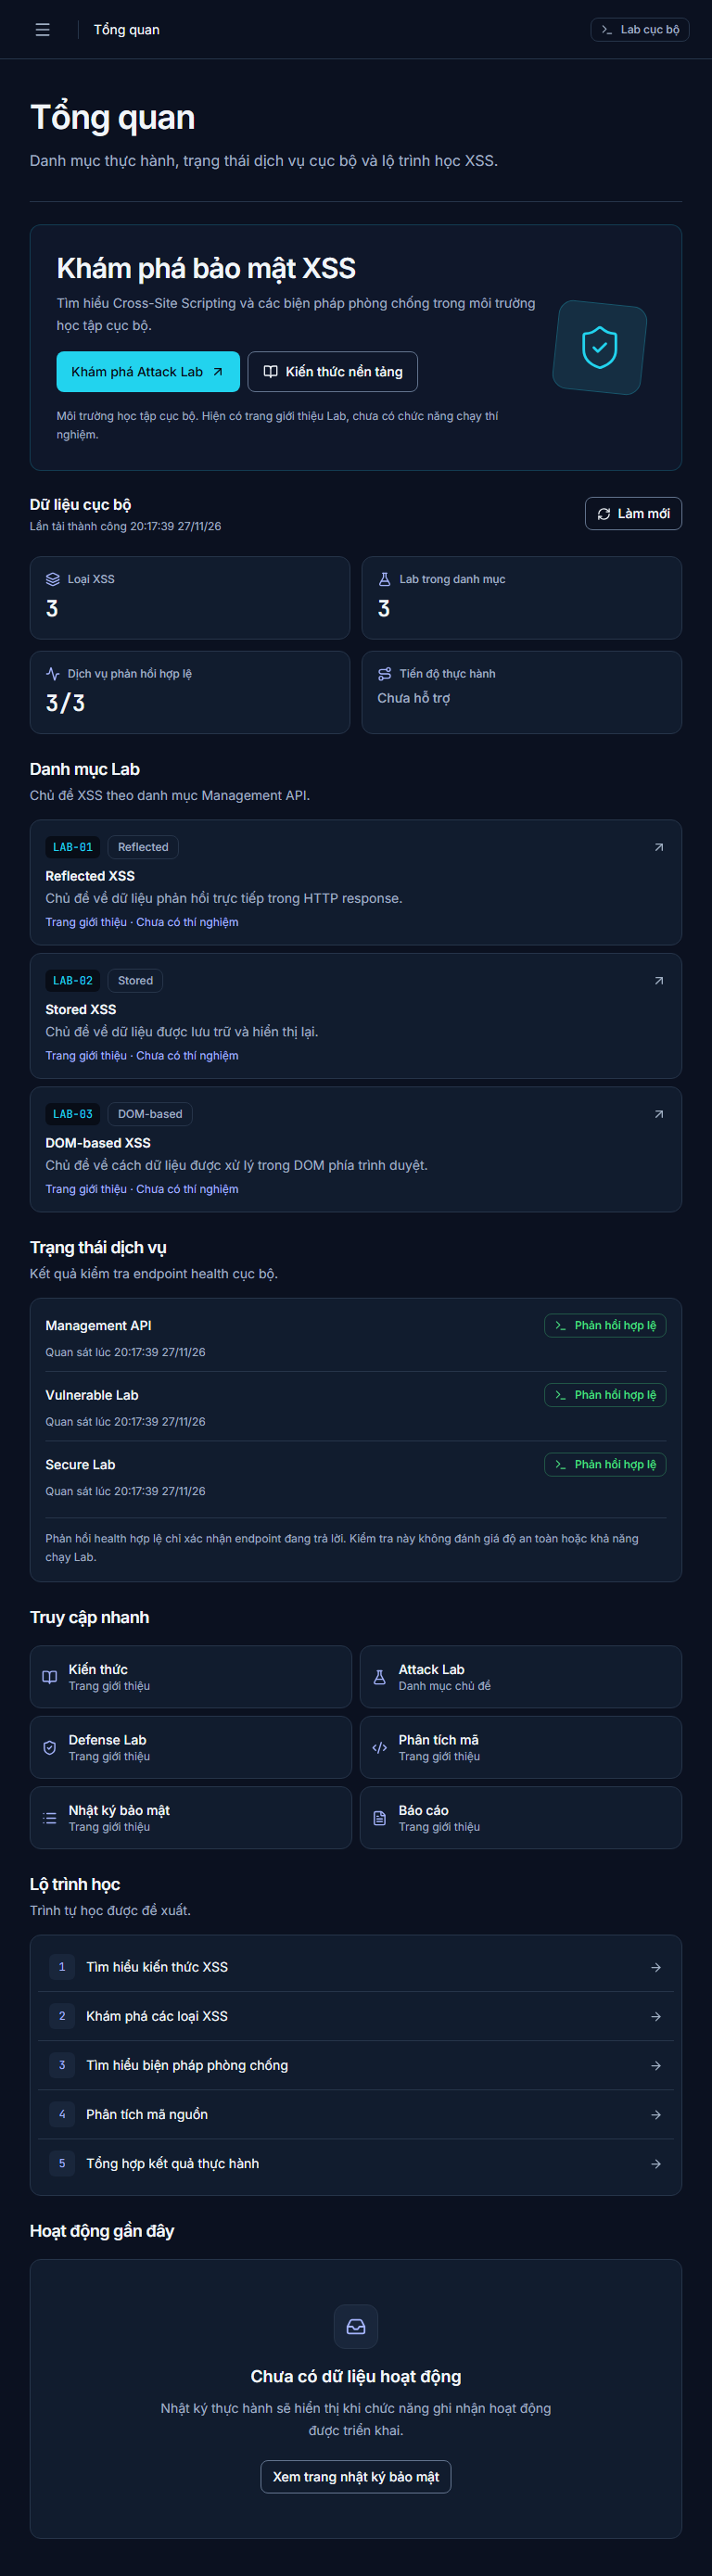 Tổng quan
Lab cục bộ
Tổng quan
Danh mục thực hành, trạng thái dịch vụ cục bộ và lộ trình học XSS.
Khám phá bảo mật XSS
Tìm hiểu Cross-Site Scripting và các biện pháp phòng chống trong môi trường
học tập cục bộ.
Khám phá Attack Lab
Kiến thức nền tảng
Môi trường học tập cục bộ. Hiện có trang giới thiệu Lab, chưa có chức năng chạy thí
nghiệm.
Dữ liệu cục bộ
Lần tải thành công 20:17:39 27/11/26
Làm mới
Loại XSS
3
Lab trong danh mục
3
Dịch vụ phản hồi hợp lệ
3/3
Tiến độ thực hành
Chưa hỗ trợ
Danh mục Lab
Chủ đề XSS theo danh mục Management API.
LAB-01
Reflected
Reflected XSS
Chủ đề về dữ liệu phản hồi trực tiếp trong HTTP response.
Trang giới thiệu · Chưa có thí nghiệm
LAB-02
Stored
Stored XSS
Chủ đề về dữ liệu được lưu trữ và hiển thị lại.
Trang giới thiệu · Chưa có thí nghiệm
LAB-03
DOM-based
DOM-based XSS
Chủ đề về cách dữ liệu được xử lý trong DOM phía trình duyệt.
Trang giới thiệu · Chưa có thí nghiệm
Trạng thái dịch vụ
Kết quả kiểm tra endpoint health cục bộ.
Management API
Phản hồi hợp lệ
Quan sát lúc 20:17:39 27/11/26
Vulnerable Lab
Phản hồi hợp lệ
Quan sát lúc 20:17:39 27/11/26
Secure Lab
Phản hồi hợp lệ
Quan sát lúc 20:17:39 27/11/26
Phản hồi health hợp lệ chỉ xác nhận endpoint đang trả lời. Kiểm tra này không đánh giá độ an toàn hoặc khả năng
chạy Lab.
Truy cập nhanh
Kiến thức
Trang giới thiệu
Attack Lab
Danh mục chủ đề
Defense Lab
Trang giới thiệu
Phân tích mã
Trang giới thiệu
Nhật ký bảo mật
Trang giới thiệu
Báo cáo
Trang giới thiệu
Lộ trình học
Trình tự học được đề xuất.
1 Tìm hiểu kiến thức XSS
2 Khám phá các loại XSS
3 Tìm hiểu biện pháp phòng chống
4 Phân tích mã nguồn
5 Tổng hợp kết quả thực hành
Hoạt động gần đây
Chưa có dữ liệu hoạt động
Nhật ký thực hành sẽ hiển thị khi chức năng ghi nhận hoạt động
được triển khai.
Xem trang nhật ký bảo mật